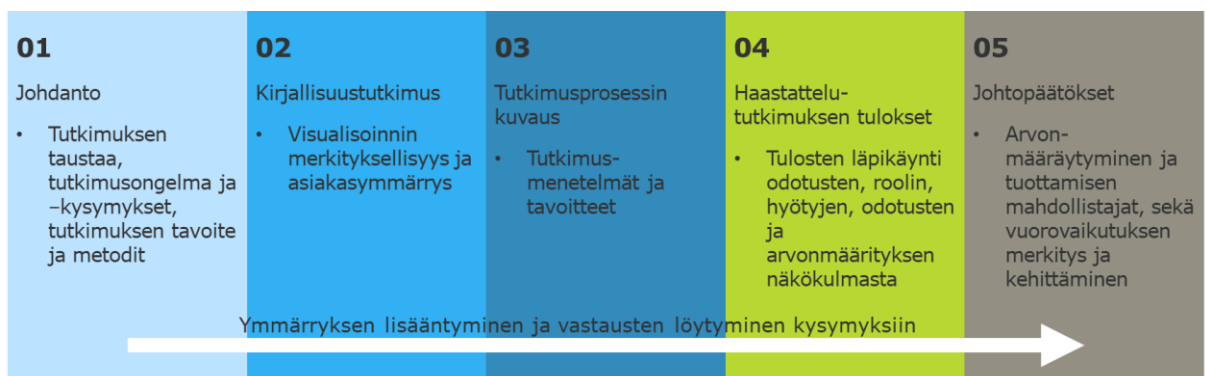 01
Johdanto
• Tutkimuksen
taustaa,
tutkimusongelma ja
–kysymykset,
tutkimuksen tavoite
ja metodit
02
Kirjallisuustutkimus
• Visualisoinnin
merkityksellisyys ja
asiakasymmärrys
03
Tutkimusprosessin
kuvaus
• Tutkimus-
menetelmät ja
tavoitteet
04
Haastattelu-
tutkimuksen tulokset
• Tulosten läpikäynti
odotusten, roolin,
hyötyjen, odotusten
ja
arvonmäärityksen
näkökulmasta
05
Johtopäätökset
• Arvon-
määräytyminen ja
tuottamisen
mahdollistajat, sekä
vuorovaikutuksen
merkitys ja
kehittäminen
Ymmärryksen lisääntyminen ja vastausten löytyminen kysymyksiin